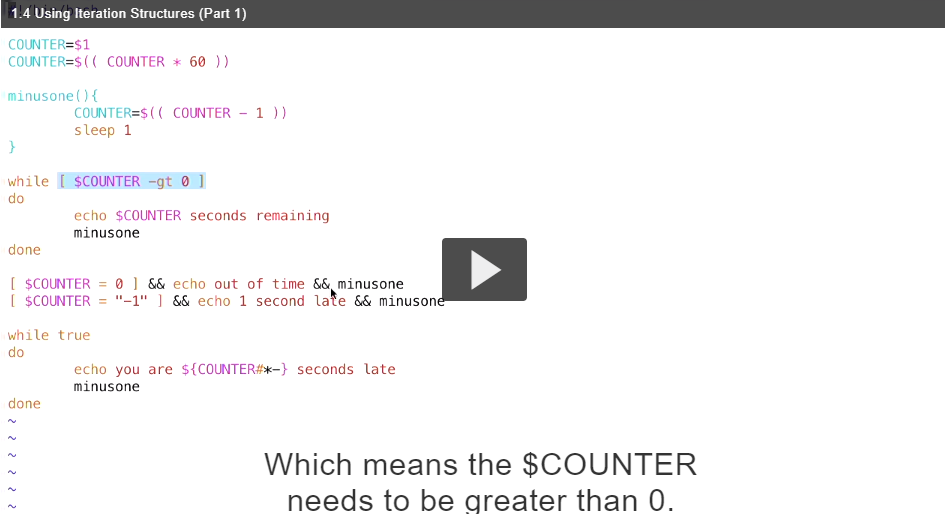 1.4 Using Iteration Structures (Part 1)
COUNTER=$1
COUNTER=$(( COUNTER * 60 ))
minusone(){
COUNTER=$(( COUNTER - 1 ))
sleep 1
}
while [ $COUNTER -gt 0 ]
do
echo $COUNTER seconds remaining
minusone
done
[ $COUNTER = 0 ] && echo out of time && minusone
[ $COUNTER = "-1" ] && echo 1 second late && minusone
while true
do
echo you are ${COUNTER#*-} seconds late
minusone
done
~
~
~
~
~
~
Which means the $COUNTER
needs to be greater than 0.